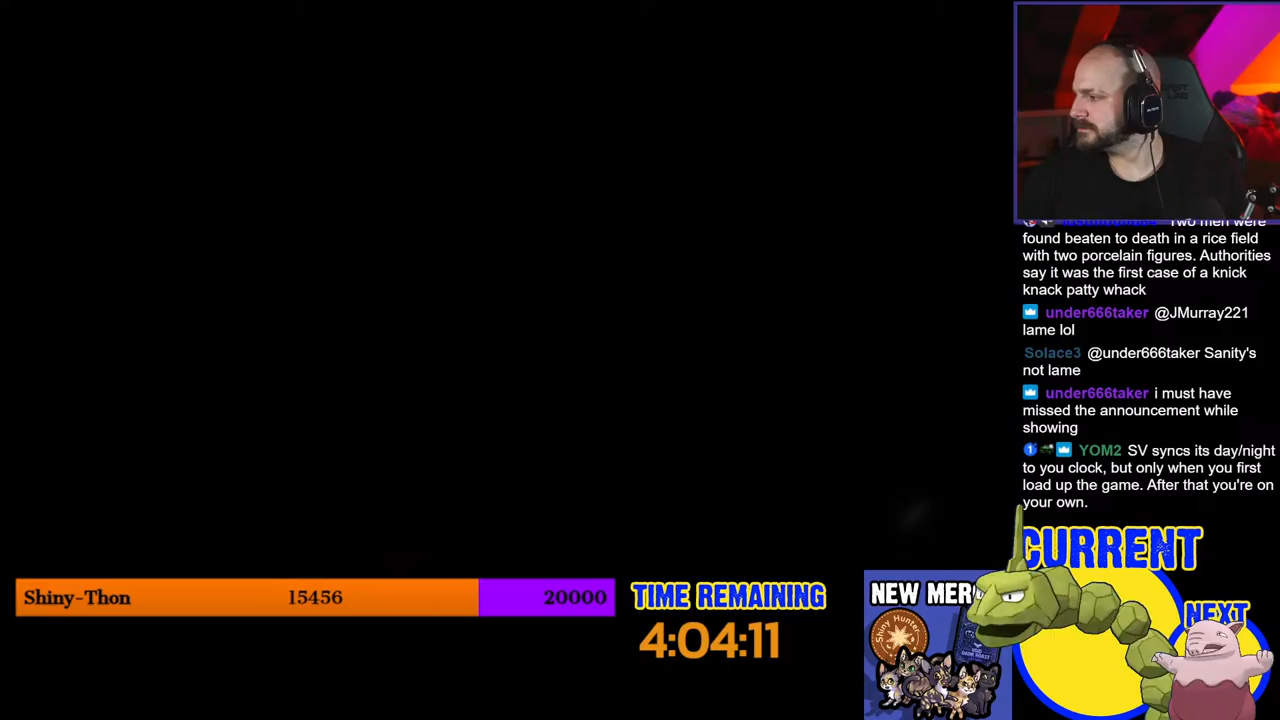 Two men were
found beaten to death in a rice field
with two porcelain figures. Authorities
say it was the first case of a knick
knack patty whack
under666taker @JMurray221
lame lol
Solace3 @under666taker Sanity's
not lame
under666taker i must have
missed the announcement while
showing
YOM2 SV syncs its day/night
to you clock, but only when you first
load up the game. After that you're on
your own.
CURRENT
Shiny-Thon 15456 20000
TIME REMAINING
4:04:11
NEW MER
Shiny Hunter
DARK ROAST
NEXT